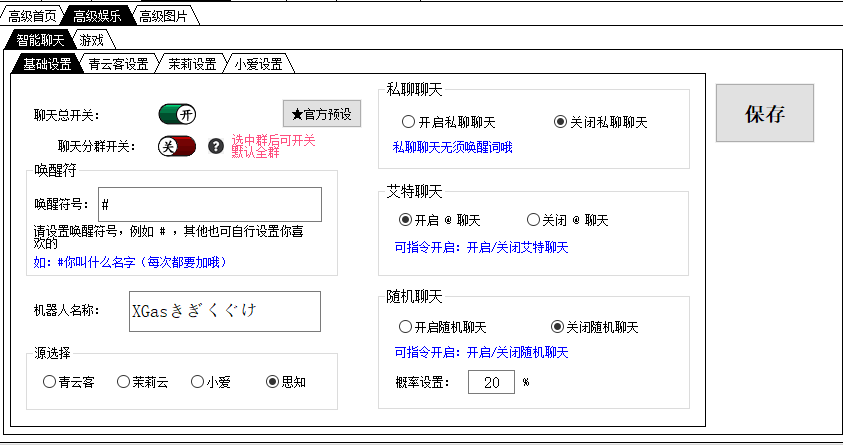 高级首页 高级娱乐 高级图片
智能聊天 游戏
基础设置 青云客设置 茉莉设置 小爱设置
聊天总开关： 开 ★官方预设
聊天分群开关： 关 ? 选中群后可开关
默认全群
唤醒符
唤醒符号： #
请设置唤醒符号，例如 # ，其他也可自行设置你喜
欢的
如：#你叫什么名字（每次都要加哦）
机器人名称： XGasきぎくぐけ
源选择
青云客 茉莉云 小爱 思知
私聊聊天
开启私聊聊天 关闭私聊聊天
私聊聊天无须唤醒词哦
艾特聊天
开启 @ 聊天 关闭 @ 聊天
可指令开启：开启/关闭艾特聊天
随机聊天
开启随机聊天 关闭随机聊天
可指令开启：开启/关闭随机聊天
概率设置： 20 %
保存